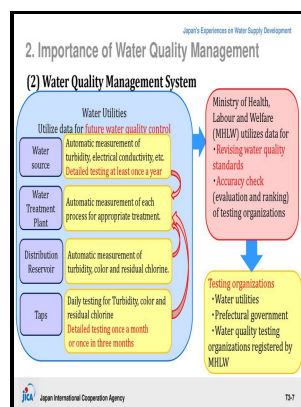 Japan's Experiences on Water Supply Development
2. Importance of Water Quality Management
(2) Water Quality Management System
Water Utilities
Utilize data for future water quality control
Water
source
Automatic measurement of
turbidity, electrical conductivity, etc.
Detailed testing at least once a year
Water
Treatment
Plant
Automatic measurement of each
process for appropriate treatment.
Distribution
Reservoir
Automatic measurement of
turbidity, color and residual chlorine.
Taps
Daily testing for Turbidity, color and
residual chlorine
Detailed testing once a month
or once in three months
Ministry of Health,
Labour and Welfare
(MHLW) utilizes data for
・Revising water quality
standards
・Accuracy check
(evaluation and ranking)
of testing organizations
Testing organizations
・Water utilities
・Prefectural government
・Water quality testing
organizations registered by
MHLW
JICA
Japan International Cooperation Agency
T3-7